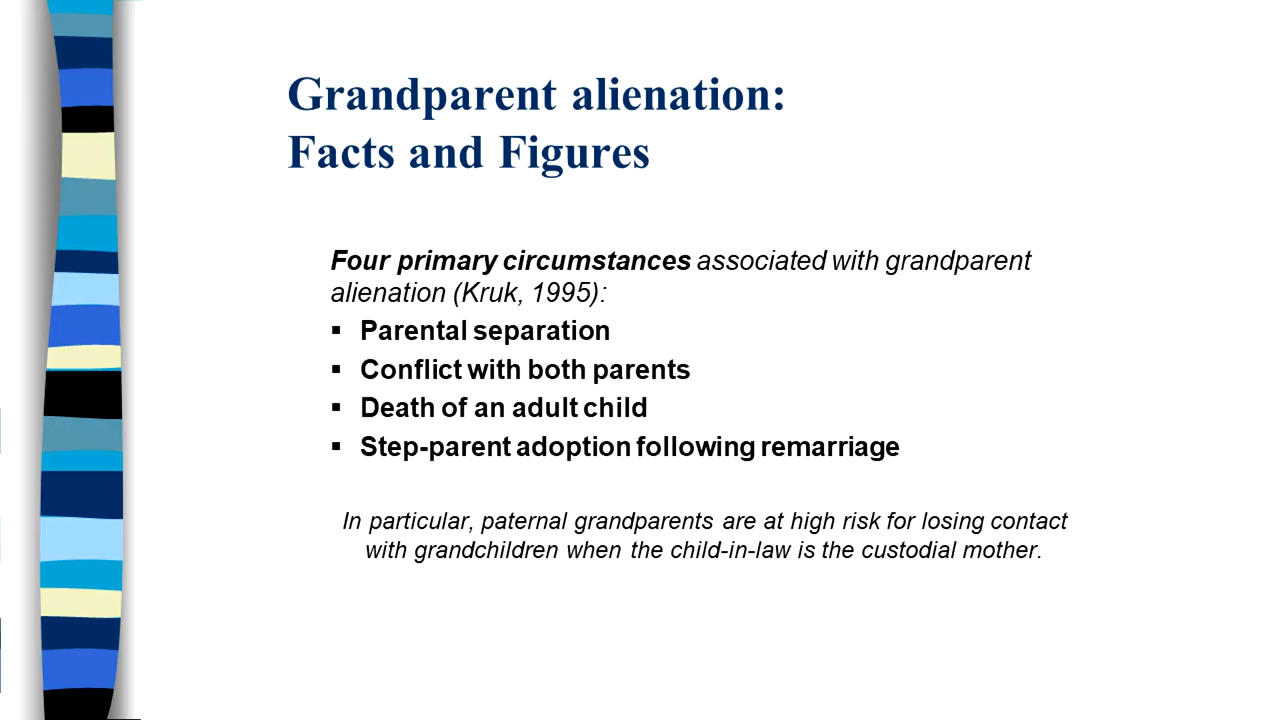 Grandparent alienation:
Facts and Figures
Four primary circumstances associated with grandparent
alienation (Kruk, 1995):
▪ Parental separation
▪ Conflict with both parents
▪ Death of an adult child
▪ Step-parent adoption following remarriage
In particular, paternal grandparents are at high risk for losing contact
with grandchildren when the child-in-law is the custodial mother.